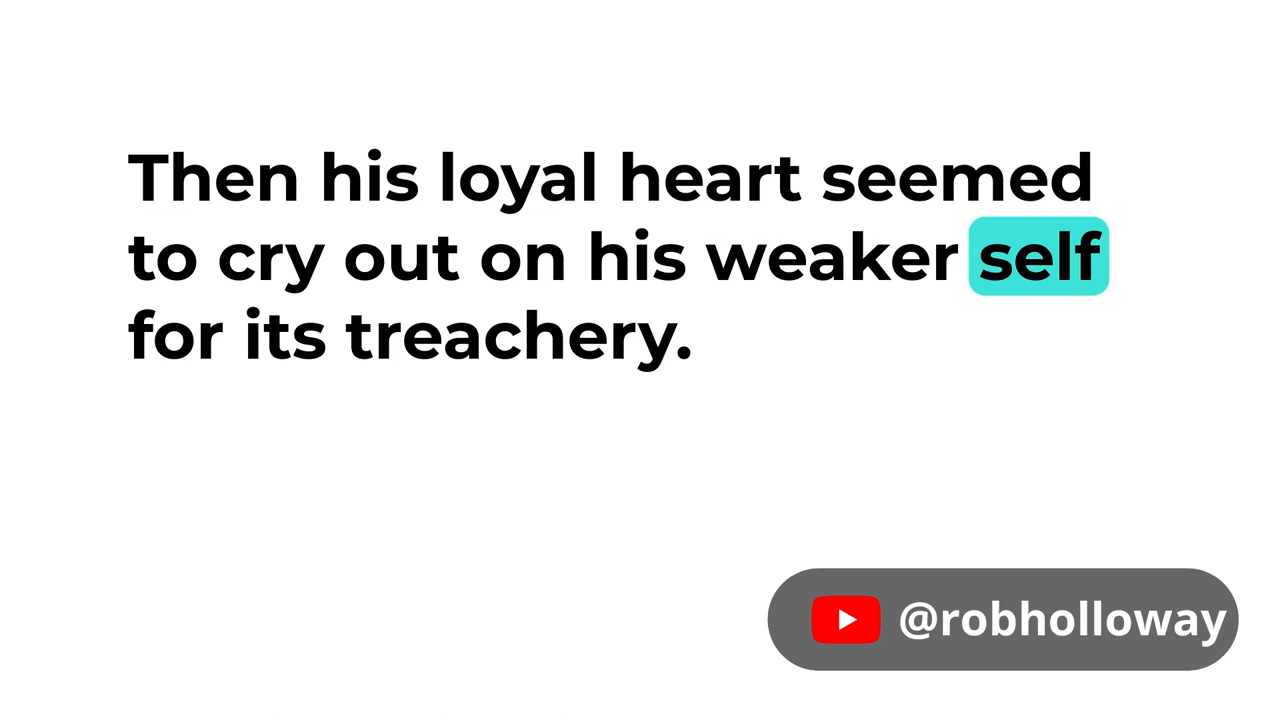 Then his loyal heart seemed
to cry out on his weaker self
for its treachery.
@robholloway